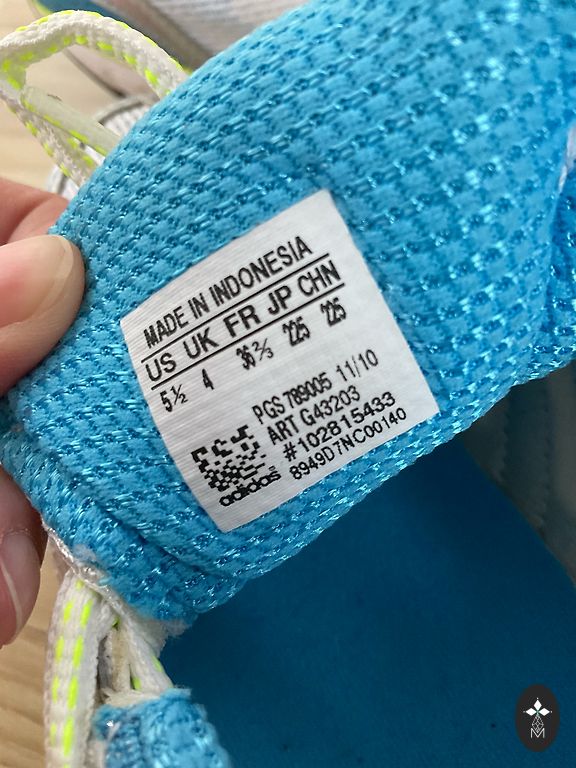 MADE IN INDONESIA
US UK FR JP CHN
5½ 4 36⅔ 225 225
PGS 789005 11/10
ART G43203
#102815433
8949D7NC00140
adidas
M